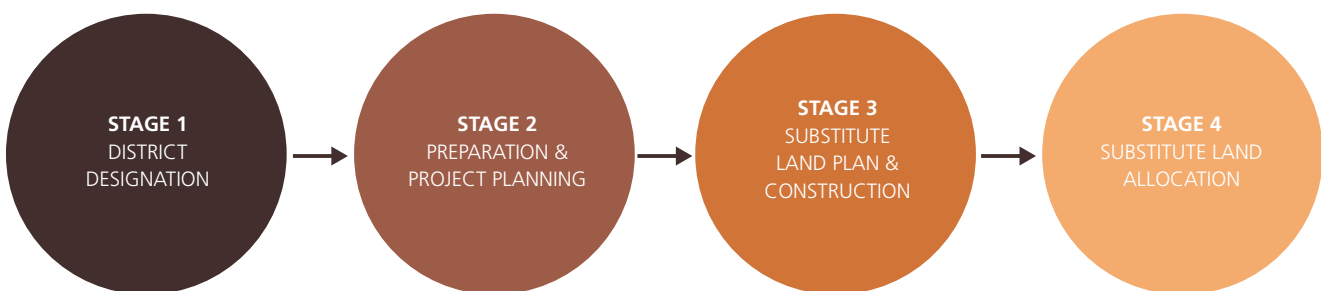 STAGE 1
DISTRICT
DESIGNATION
STAGE 2
PREPARATION &
PROJECT PLANNING
STAGE 3
SUBSTITUTE
LAND PLAN &
CONSTRUCTION
STAGE 4
SUBSTITUTE LAND
ALLOCATION